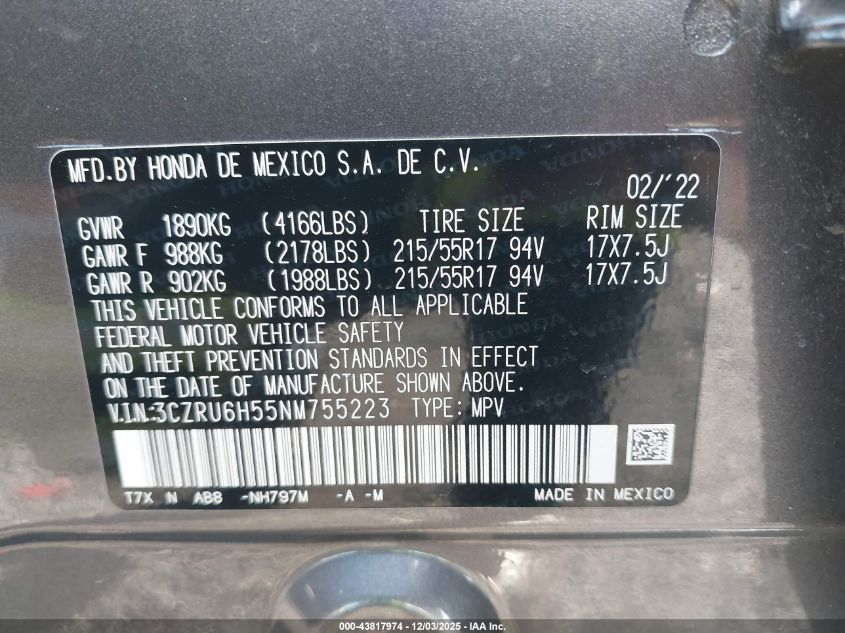 MFD.BY HONDA DE MEXICO S.A. DE C.V.
02/'22
GVWR 1890KG (4166LBS) TIRE SIZE RIM SIZE
GAWR F 988KG (2178LBS) 215/55R17 94V 17X7.5J
GAWR R 902KG (1988LBS) 215/55R17 94V 17X7.5J
THIS VEHICLE CONFORMS TO ALL APPLICABLE
FEDERAL MOTOR VEHICLE SAFETY
AND THEFT PREVENTION STANDARDS IN EFFECT
ON THE DATE OF MANUFACTURE SHOWN ABOVE.
V.I.N:3CZRU6H55NM755223 TYPE:MPV
T7X N AB8 -NH797M -A -M MADE IN MEXICO
000-43817974 - 12/03/2025 - IAA Inc.